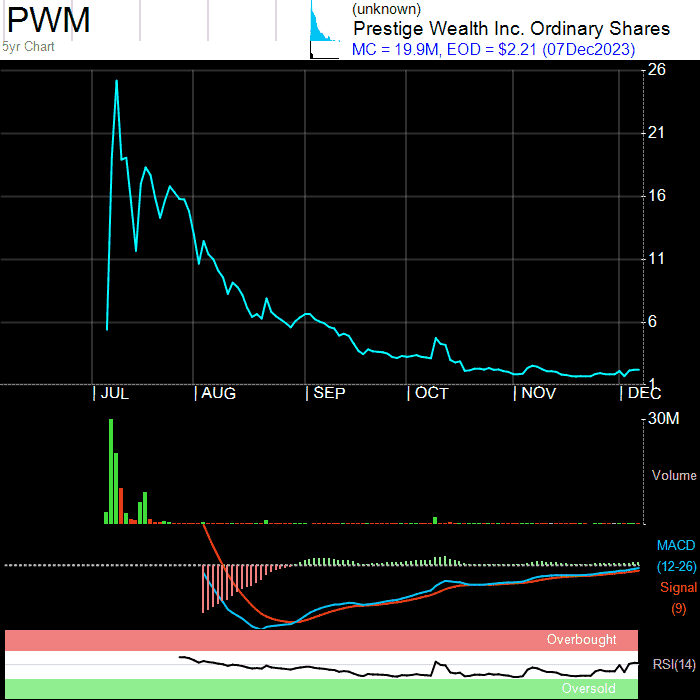 PWM
5yr Chart
(unknown)
Prestige Wealth Inc. Ordinary Shares
MC = 19.9M, EOD = $2.21 (07Dec2023)
26
21
16
11
6
1
| JUL | AUG | SEP | OCT | NOV | DEC
30M
Volume
MACD
(12-26)
Signal
(9)
Overbought
RSI(14)
Oversold